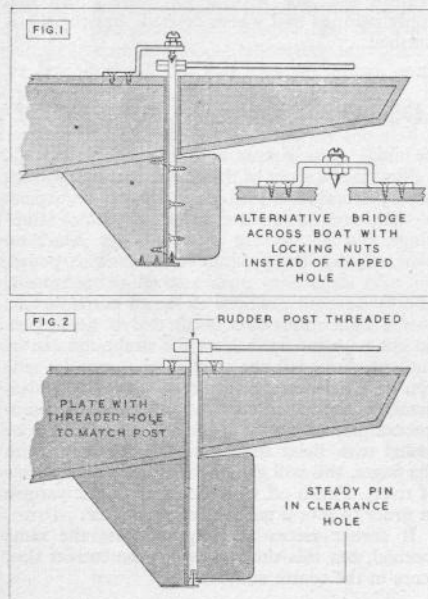 FIG.1
ALTERNATIVE BRIDGE
ACROSS BOAT WITH
LOCKING NUTS
INSTEAD OF TAPPED
HOLE
FIG.2
RUDDER POST THREADED
PLATE WITH
THREADED HOLE
TO MATCH POST
STEADY PIN
IN CLEARANCE
HOLE